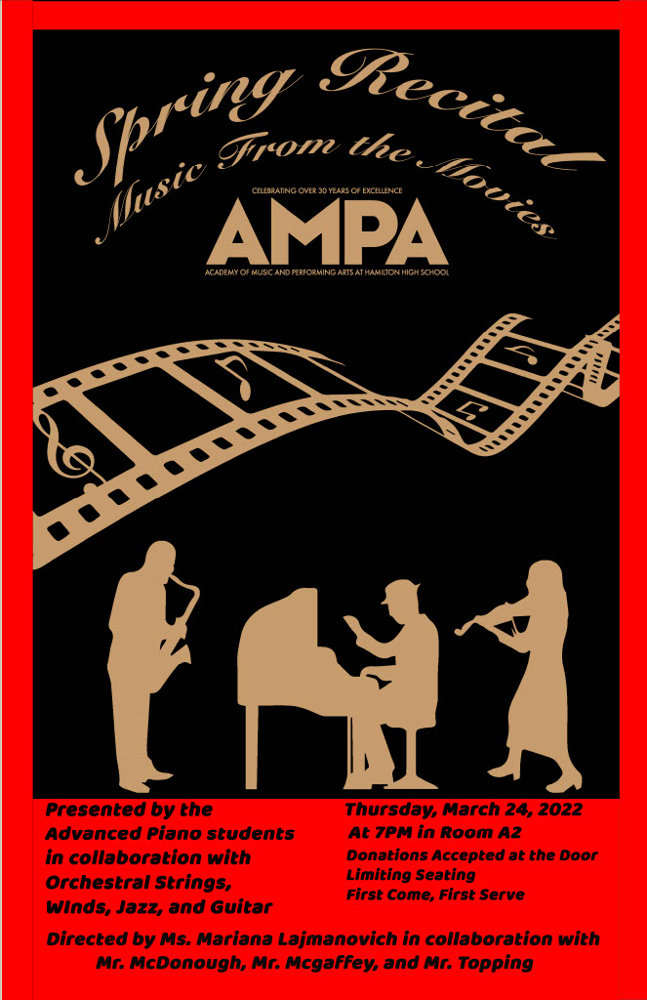 Spring Recital
Music From the Movies
CELEBRATING OVER 30 YEARS OF EXCELLENCE
AMPA
ACADEMY OF MUSIC AND PERFORMING ARTS AT HAMILTON HIGH SCHOOL
Presented by the
Advanced Piano students
in collaboration with
Orchestral Strings,
WInds, Jazz, and Guitar
Thursday, March 24, 2022
At 7PM in Room A2
Donations Accepted at the Door
Limiting Seating
First Come, First Serve
Directed by Ms. Mariana Lajmanovich in collaboration with
Mr. McDonough, Mr. Mcgaffey, and Mr. Topping